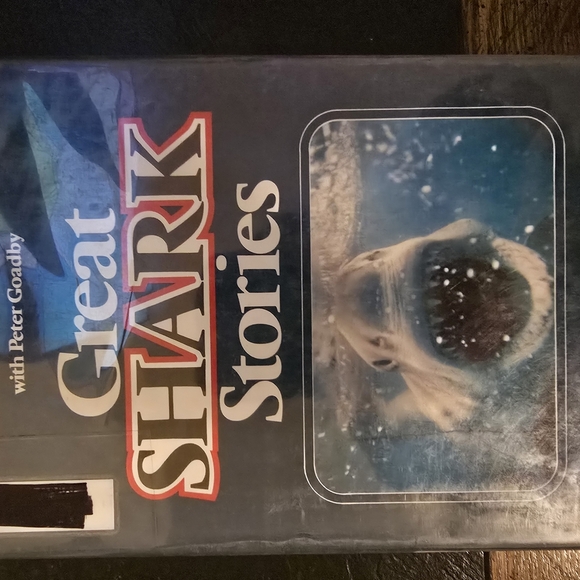 with Peter Goadby
Great
SHARK
Stories